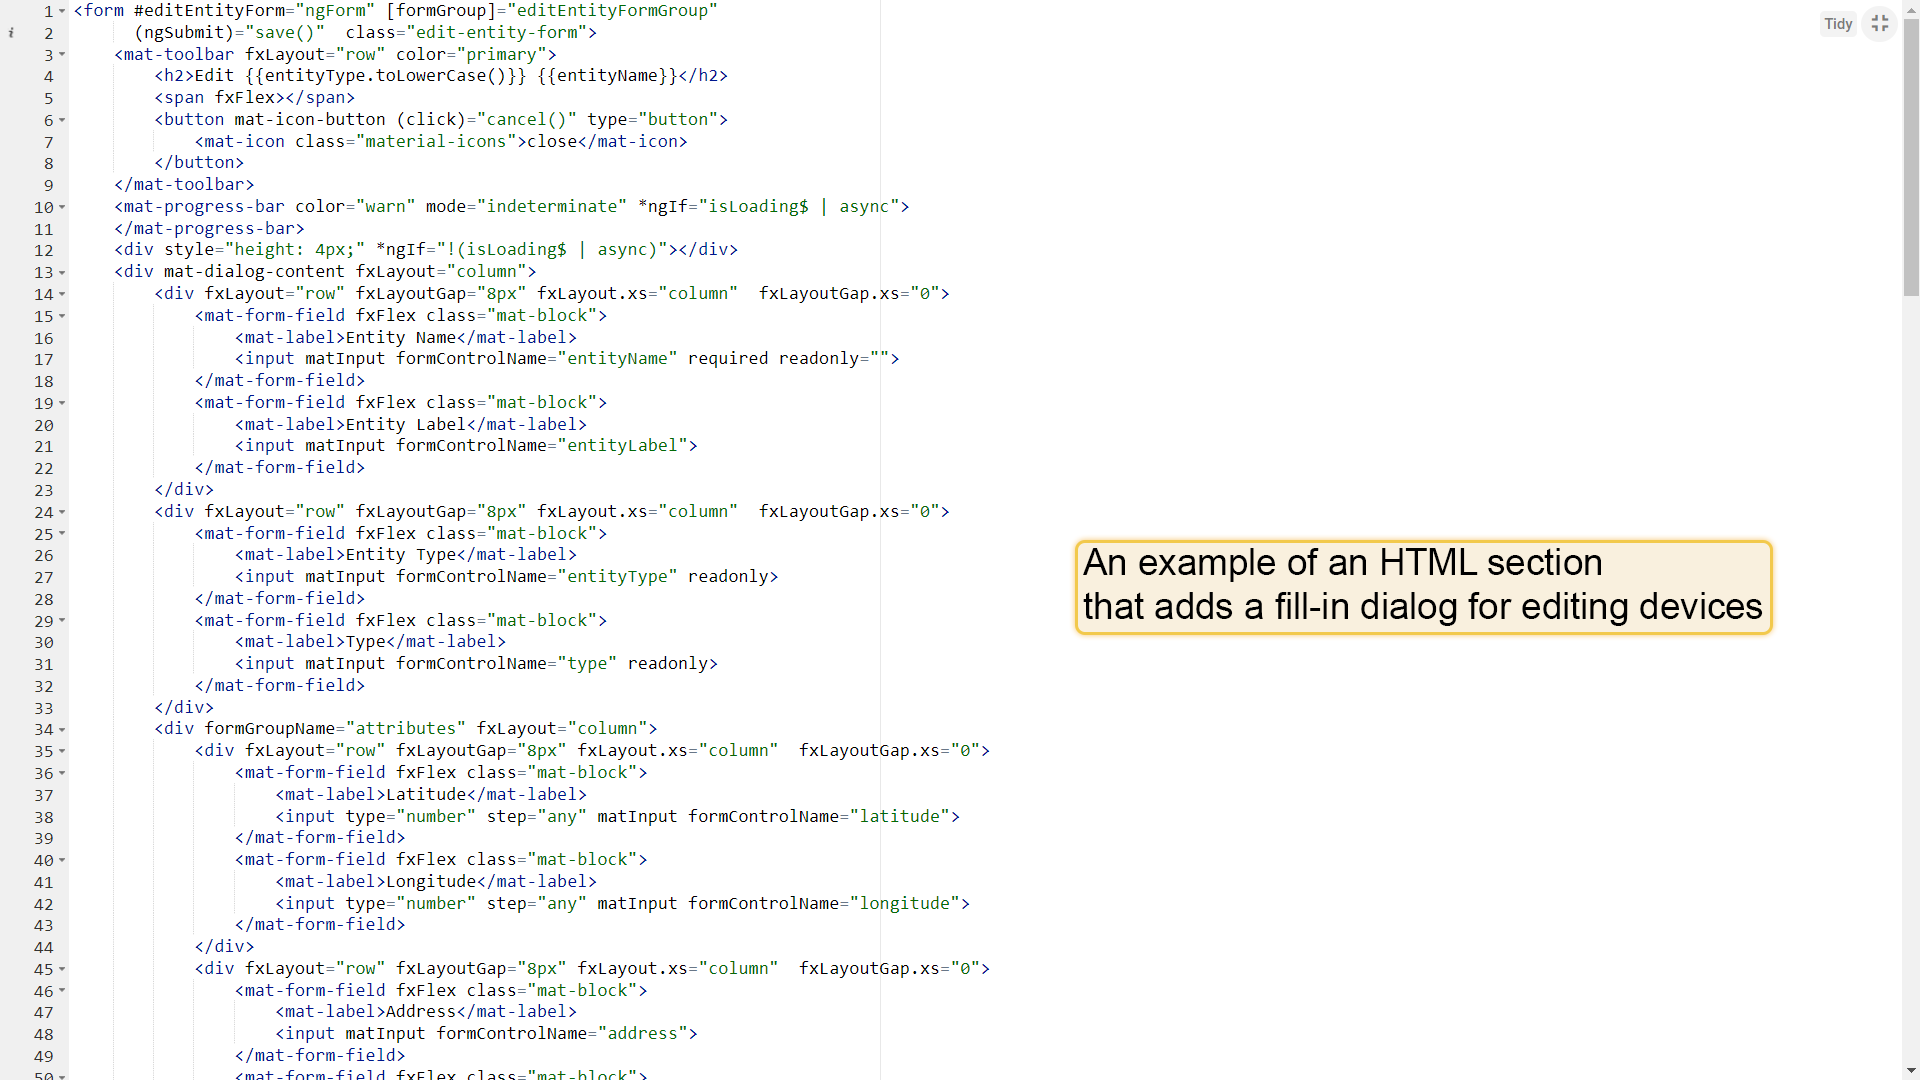 1 <form #editEntityForm="ngForm" [formGroup]="editEntityFormGroup"
2       (ngSubmit)="save()"  class="edit-entity-form">
3     <mat-toolbar fxLayout="row" color="primary">
4         <h2>Edit {{entityType.toLowerCase()}} {{entityName}}</h2>
5         <span fxFlex></span>
6         <button mat-icon-button (click)="cancel()" type="button">
7             <mat-icon class="material-icons">close</mat-icon>
8         </button>
9     </mat-toolbar>
10     <mat-progress-bar color="warn" mode="indeterminate" *ngIf="isLoading$ | async">
11     </mat-progress-bar>
12     <div style="height: 4px;" *ngIf="!(isLoading$ | async)"></div>
13     <div mat-dialog-content fxLayout="column">
14         <div fxLayout="row" fxLayoutGap="8px" fxLayout.xs="column"  fxLayoutGap.xs="0">
15             <mat-form-field fxFlex class="mat-block">
16                 <mat-label>Entity Name</mat-label>
17                 <input matInput formControlName="entityName" required readonly="">
18             </mat-form-field>
19             <mat-form-field fxFlex class="mat-block">
20                 <mat-label>Entity Label</mat-label>
21                 <input matInput formControlName="entityLabel">
22             </mat-form-field>
23         </div>
24         <div fxLayout="row" fxLayoutGap="8px" fxLayout.xs="column"  fxLayoutGap.xs="0">
25             <mat-form-field fxFlex class="mat-block">
26                 <mat-label>Entity Type</mat-label>
27                 <input matInput formControlName="entityType" readonly>
28             </mat-form-field>
29             <mat-form-field fxFlex class="mat-block">
30                 <mat-label>Type</mat-label>
31                 <input matInput formControlName="type" readonly>
32             </mat-form-field>
33         </div>
34         <div formGroupName="attributes" fxLayout="column">
35             <div fxLayout="row" fxLayoutGap="8px" fxLayout.xs="column"  fxLayoutGap.xs="0">
36                 <mat-form-field fxFlex class="mat-block">
37                     <mat-label>Latitude</mat-label>
38                     <input type="number" step="any" matInput formControlName="latitude">
39                 </mat-form-field>
40                 <mat-form-field fxFlex class="mat-block">
41                     <mat-label>Longitude</mat-label>
42                     <input type="number" step="any" matInput formControlName="longitude">
43                 </mat-form-field>
44             </div>
45             <div fxLayout="row" fxLayoutGap="8px" fxLayout.xs="column"  fxLayoutGap.xs="0">
46                 <mat-form-field fxFlex class="mat-block">
47                     <mat-label>Address</mat-label>
48                     <input matInput formControlName="address">
49                 </mat-form-field>
50                 <mat-form-field fxFlex class="mat-block">
Tidy
An example of an HTML section
that adds a fill-in dialog for editing devices